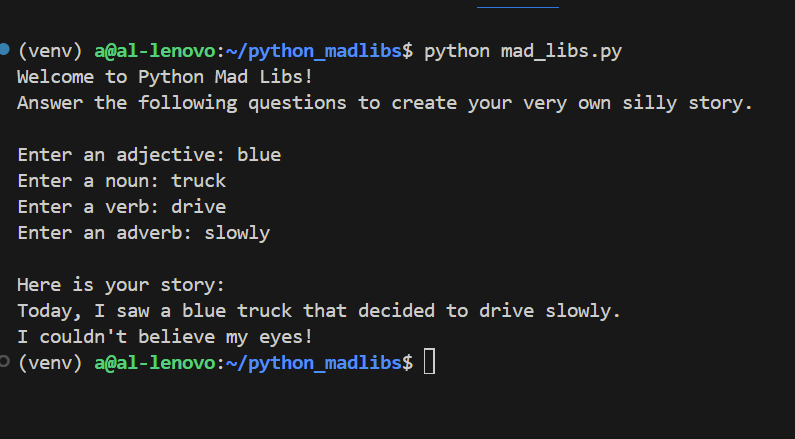 (venv) a@al-lenovo:~/python_madlibs$ python mad_libs.py
Welcome to Python Mad Libs!
Answer the following questions to create your very own silly story.
Enter an adjective: blue
Enter a noun: truck
Enter a verb: drive
Enter an adverb: slowly
Here is your story:
Today, I saw a blue truck that decided to drive slowly.
I couldn't believe my eyes!
(venv) a@al-lenovo:~/python_madlibs$